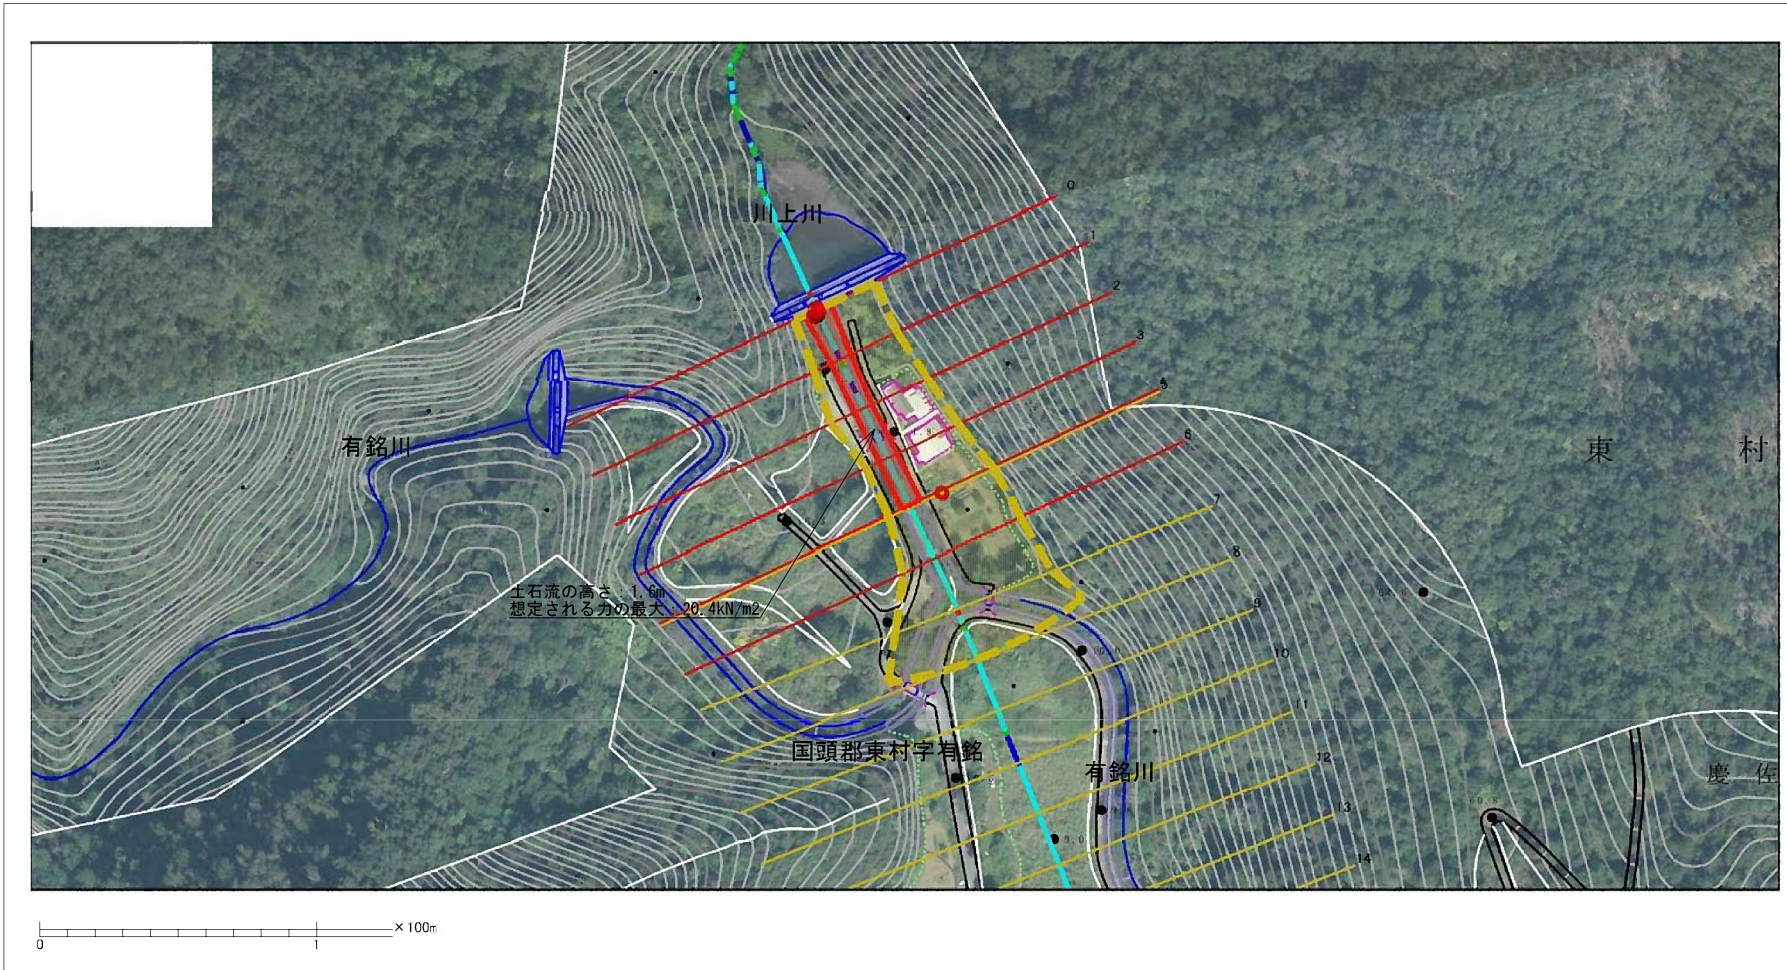 0
川上川
1
2
3
5
6
有銘川
東 村
7
8
土石流の高さ：1.6m
想定される力の最大：20.4kN/m2
9
10
11
国頭郡東村字有銘
有銘川
12
慶 佐
13
14
×100m
0 1